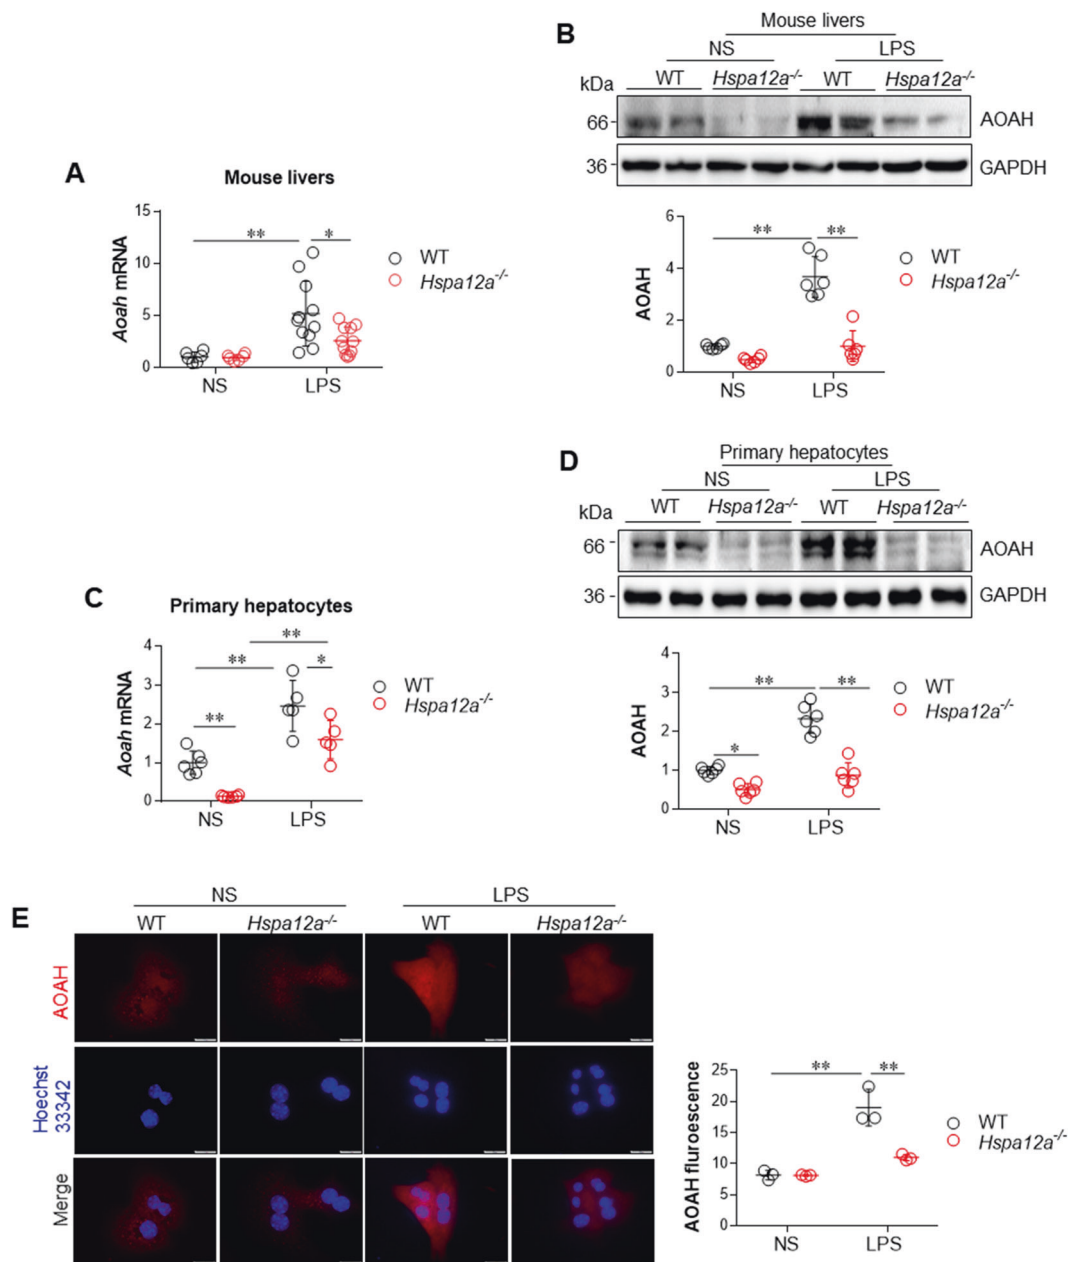 A
Mouse livers
Aoah mRNA
15
10
5
0
** *
NS LPS
WT
Hspa12a-/-
B
Mouse livers
NS LPS
kDa WT Hspa12a-/- WT Hspa12a-/-
66 AOAH
36 GAPDH
AOAH
6
4
2
0
** **
NS LPS
WT
Hspa12a-/-
C
Primary hepatocytes
Aoah mRNA
4
3
2
1
0
**
** *
**
NS LPS
WT
Hspa12a-/-
D
Primary hepatocytes
NS LPS
kDa WT Hspa12a-/- WT Hspa12a-/-
66 AOAH
36 GAPDH
AOAH
4
3
2
1
0
** **
*
NS LPS
WT
Hspa12a-/-
E
NS LPS
WT Hspa12a-/- WT Hspa12a-/-
AOAH
Hoechst
33342
Merge
AOAH fluroescence
25
20
15
10
5
0
** **
NS LPS
WT
Hspa12a-/-